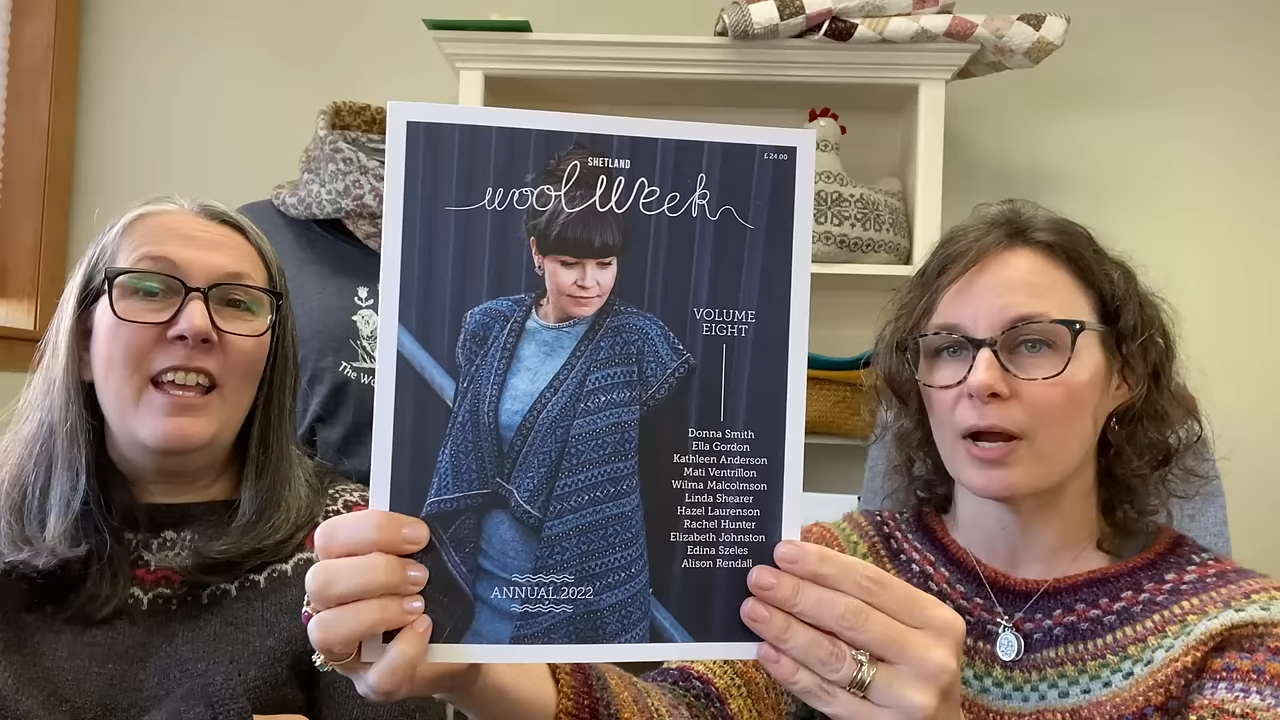 SHETLAND
£24.00
wool week
VOLUME
EIGHT
Donna Smith
Ella Gordon
Kathleen Anderson
Mati Ventrillon
Wilma Malcolmson
Linda Shearer
Hazel Laurenson
Rachel Hunter
Elizabeth Johnston
Edina Szeles
Alison Rendall
ANNUAL 2022
The